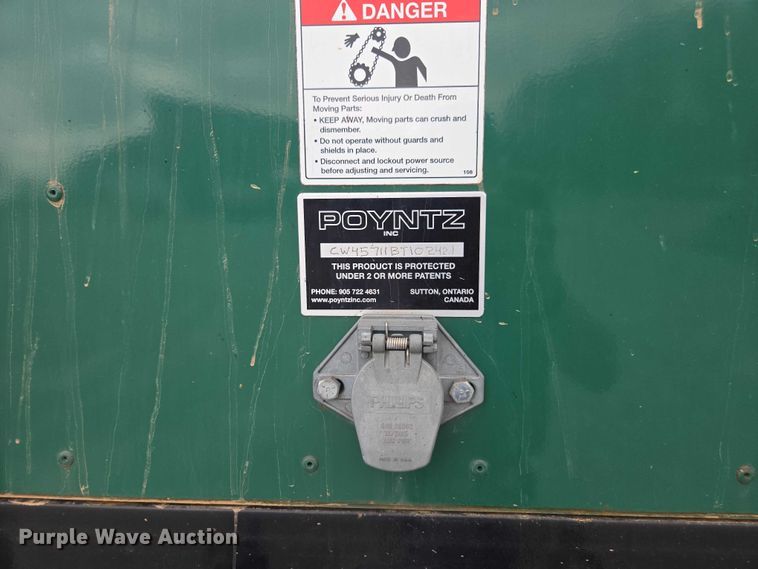 DANGER
To Prevent Serious Injury Or Death From
Moving Parts:
• KEEP AWAY, Moving parts can crush and
dismember.
• Do not operate without guards and
shields in place.
• Disconnect and lockout power source
before adjusting and servicing.
106
POYNTZ
INC
THIS PRODUCT IS PROTECTED
UNDER 2 OR MORE PATENTS
PHONE: 905 722 4631
SUTTON, ONTARIO
www.poyntzinc.com
CANADA
PHILLIPS
MADE IN U.S.A.
Purple Wave Auction